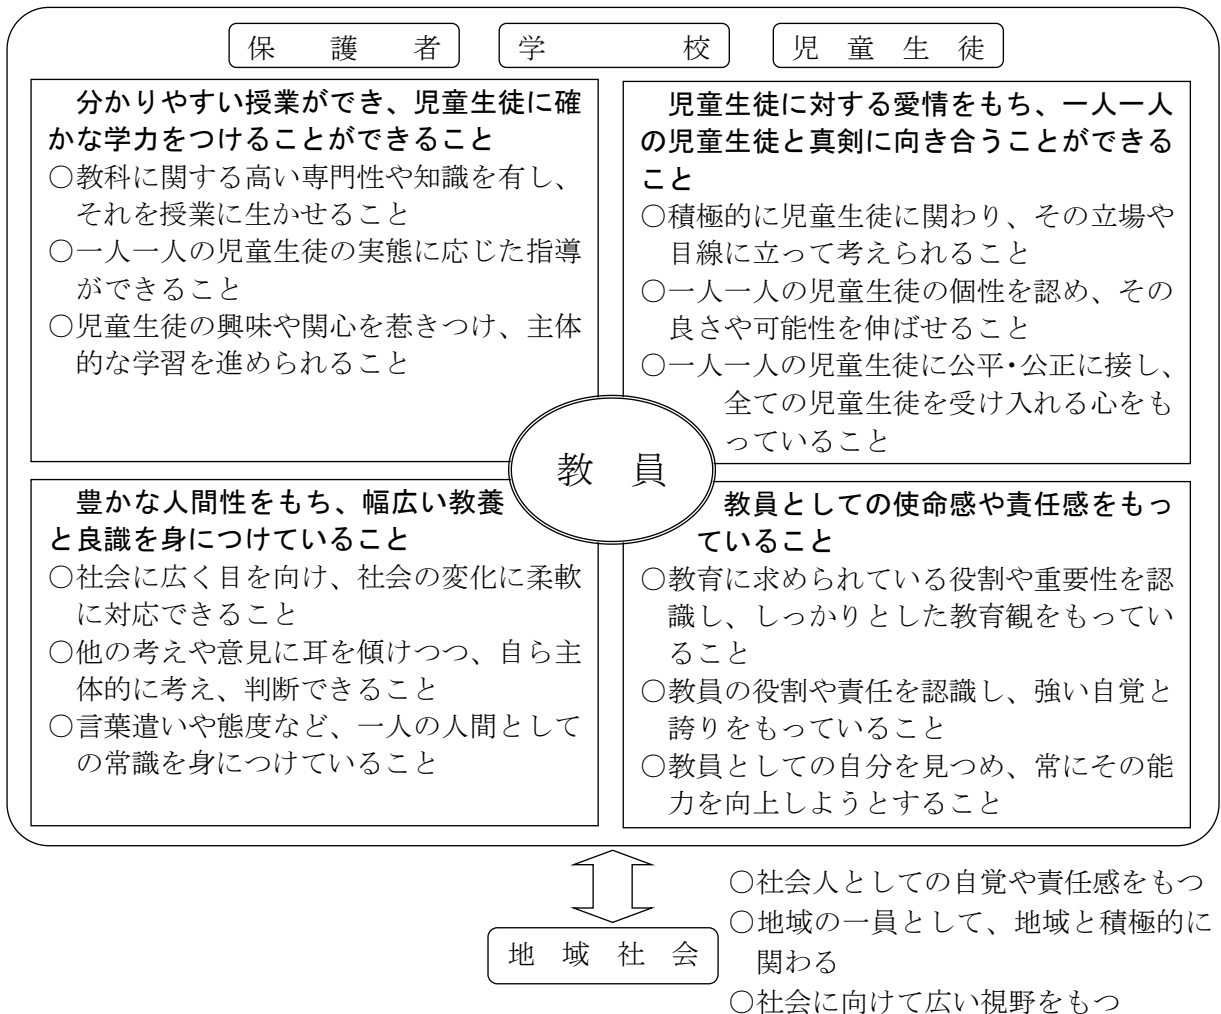 保護者
学校
児童生徒
分かりやすい授業ができ、児童生徒に確
かな学力をつけることができること
○教科に関する高い専門性や知識を有し、
それを授業に生かせること
○一人一人の児童生徒の実態に応じた指導
ができること
○児童生徒の興味や関心を惹きつけ、主体
的な学習を進められること
児童生徒に対する愛情をもち、一人一人
の児童生徒と真剣に向き合うことができる
こと
○積極的に児童生徒に関わり、その立場や
目線に立って考えられること
○一人一人の児童生徒の個性を認め、その
良さや可能性を伸ばせること
○一人一人の児童生徒に公平・公正に接し、
全ての児童生徒を受け入れる心をも
っていること
教員
豊かな人間性をもち、幅広い教養
と良識を身につけていること
○社会に広く目を向け、社会の変化に柔軟
に対応できること
○他の考えや意見に耳を傾けつつ、自ら主
体的に考え、判断できること
○言葉遣いや態度など、一人の人間として
の常識を身につけていること
教員としての使命感や責任感をもっ
ていること
○教育に求められている役割や重要性を認
識し、しっかりとした教育観をもってい
ること
○教員の役割や責任を認識し、強い自覚と
誇りをもっていること
○教員としての自分を見つめ、常にその能
力を向上しようとすること
地域社会
○社会人としての自覚や責任感をもつ
○地域の一員として、地域と積極的に
関わる
○社会に向けて広い視野をもつ